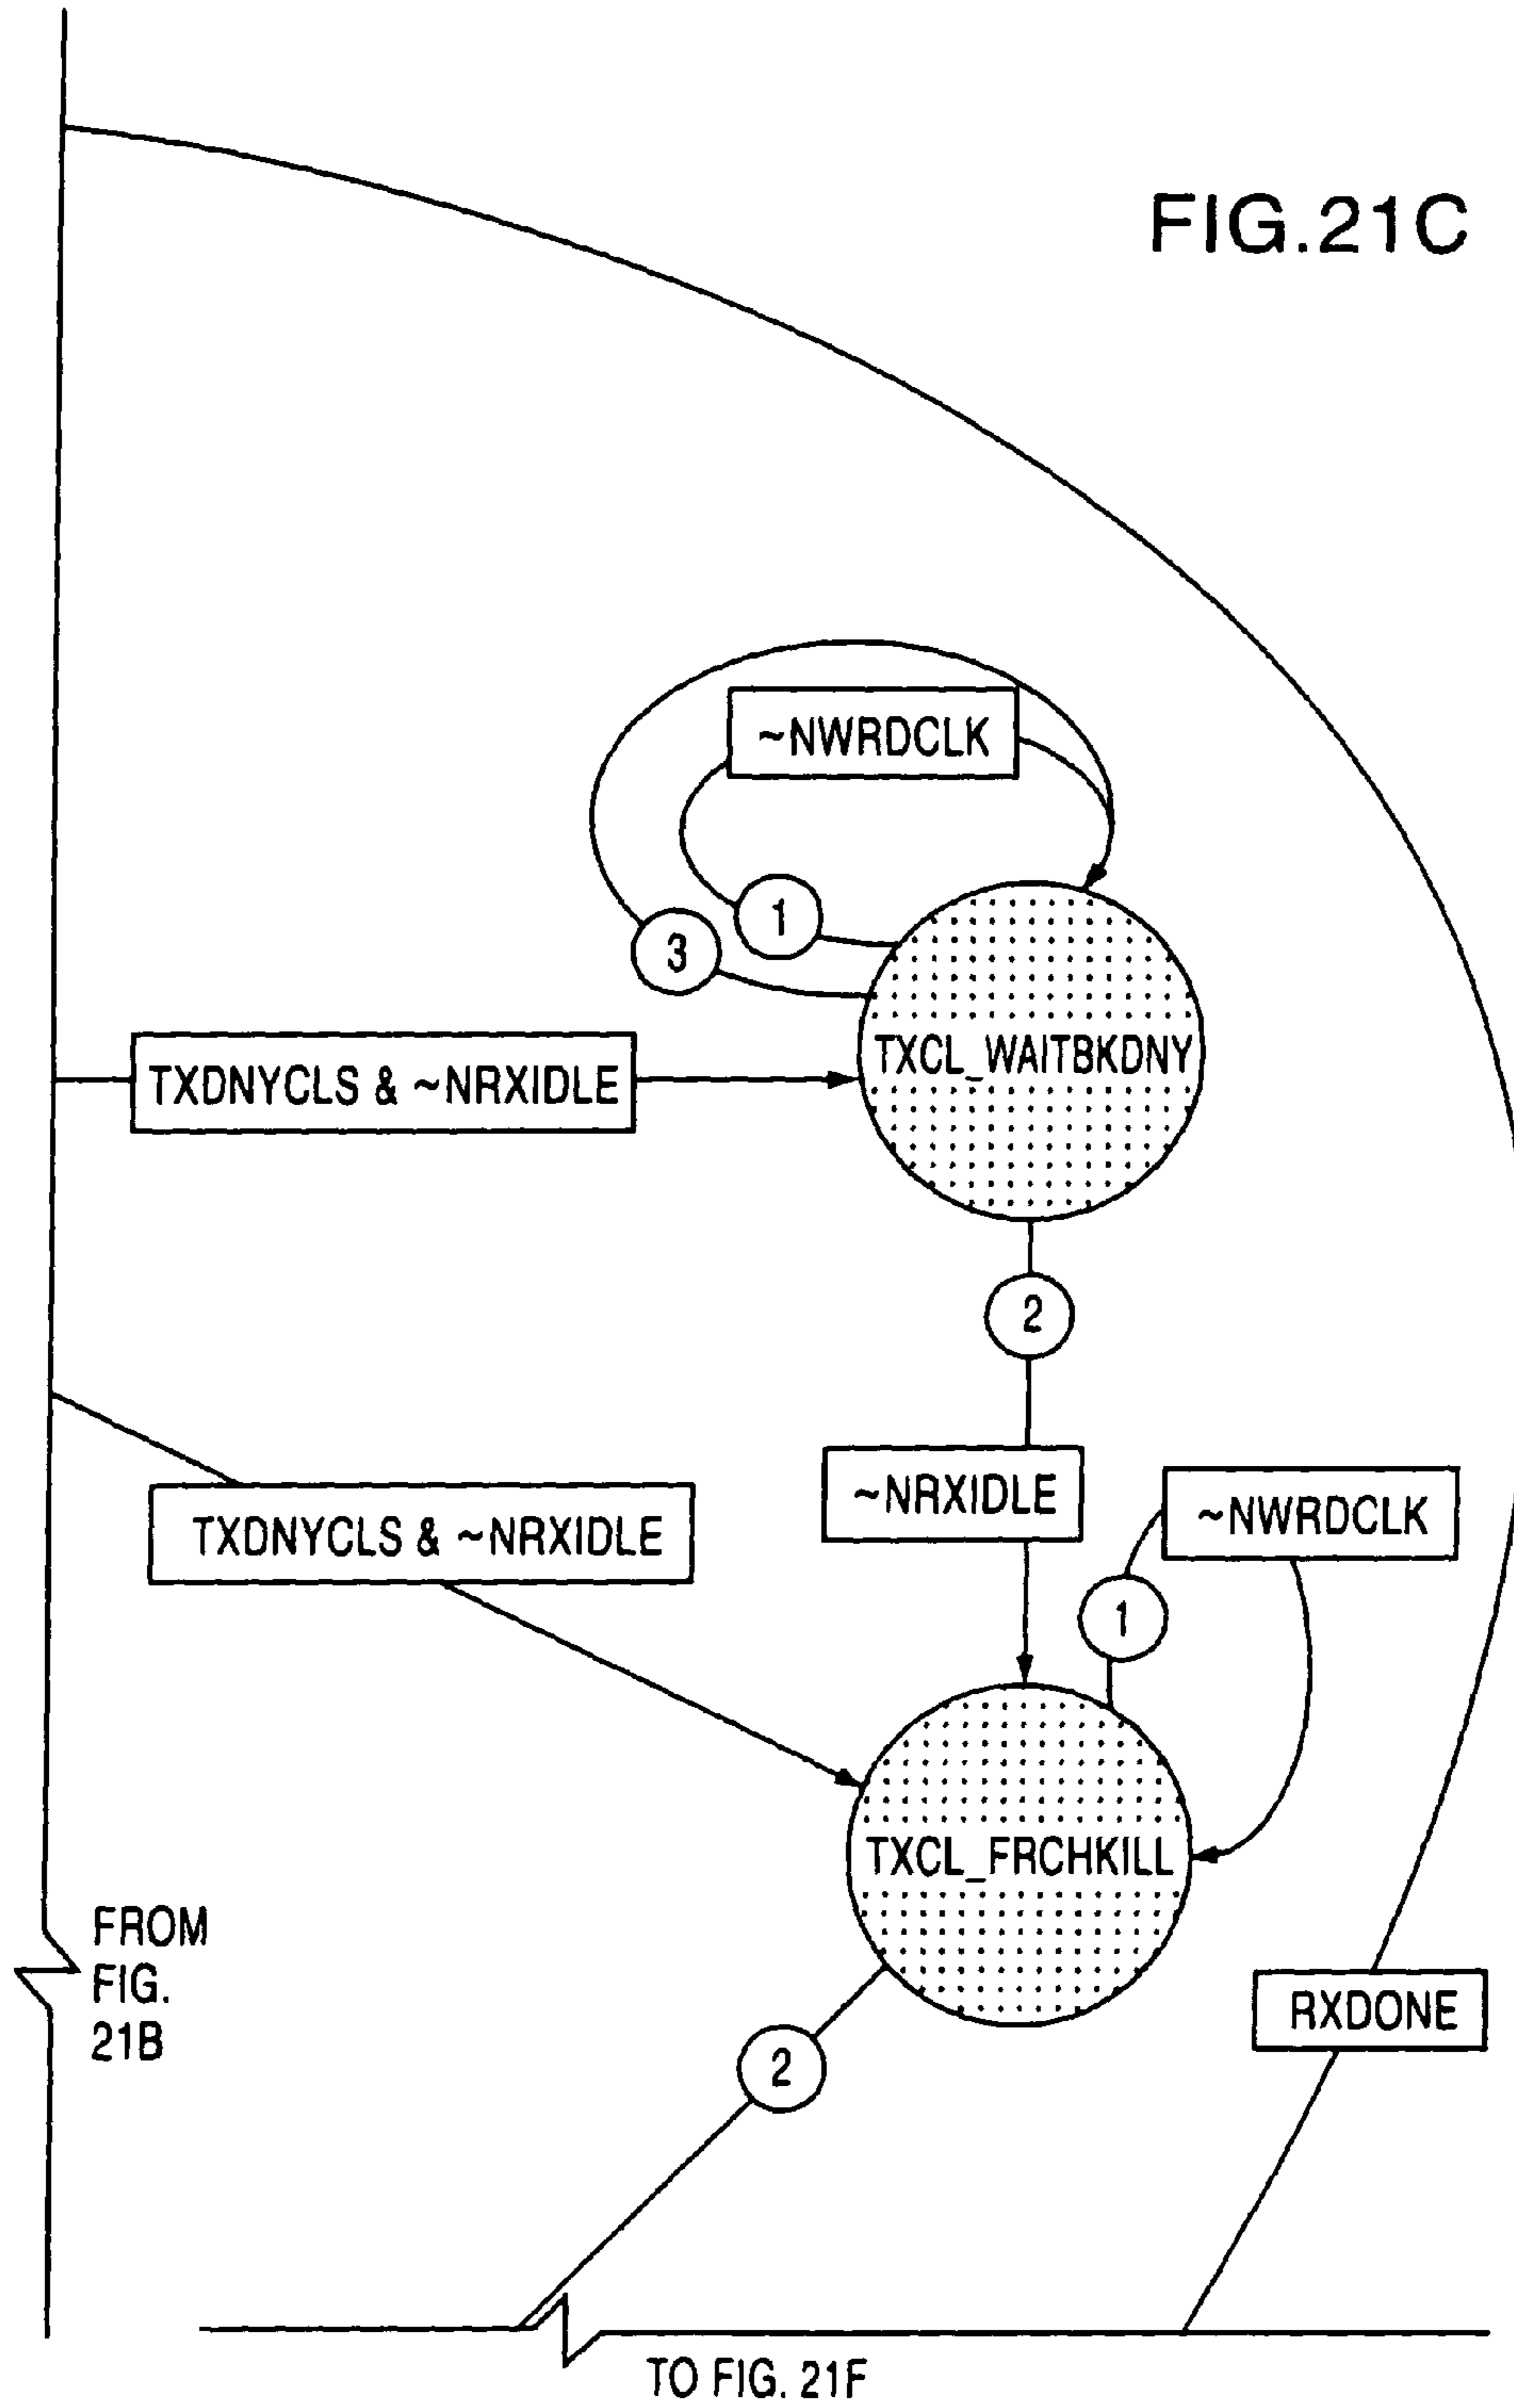 FIG.21C
~NWRDCLK
1
3
TXCL_WAITBKDNY
TXDNYCLS & ~NRXIDLE
2
~NRXIDLE
~NWRDCLK
TXDNYCLS & ~NRXIDLE
1
TXCL_FRCHKILL
FROM
FIG.
21B
RXDONE
2
TO FIG. 21F